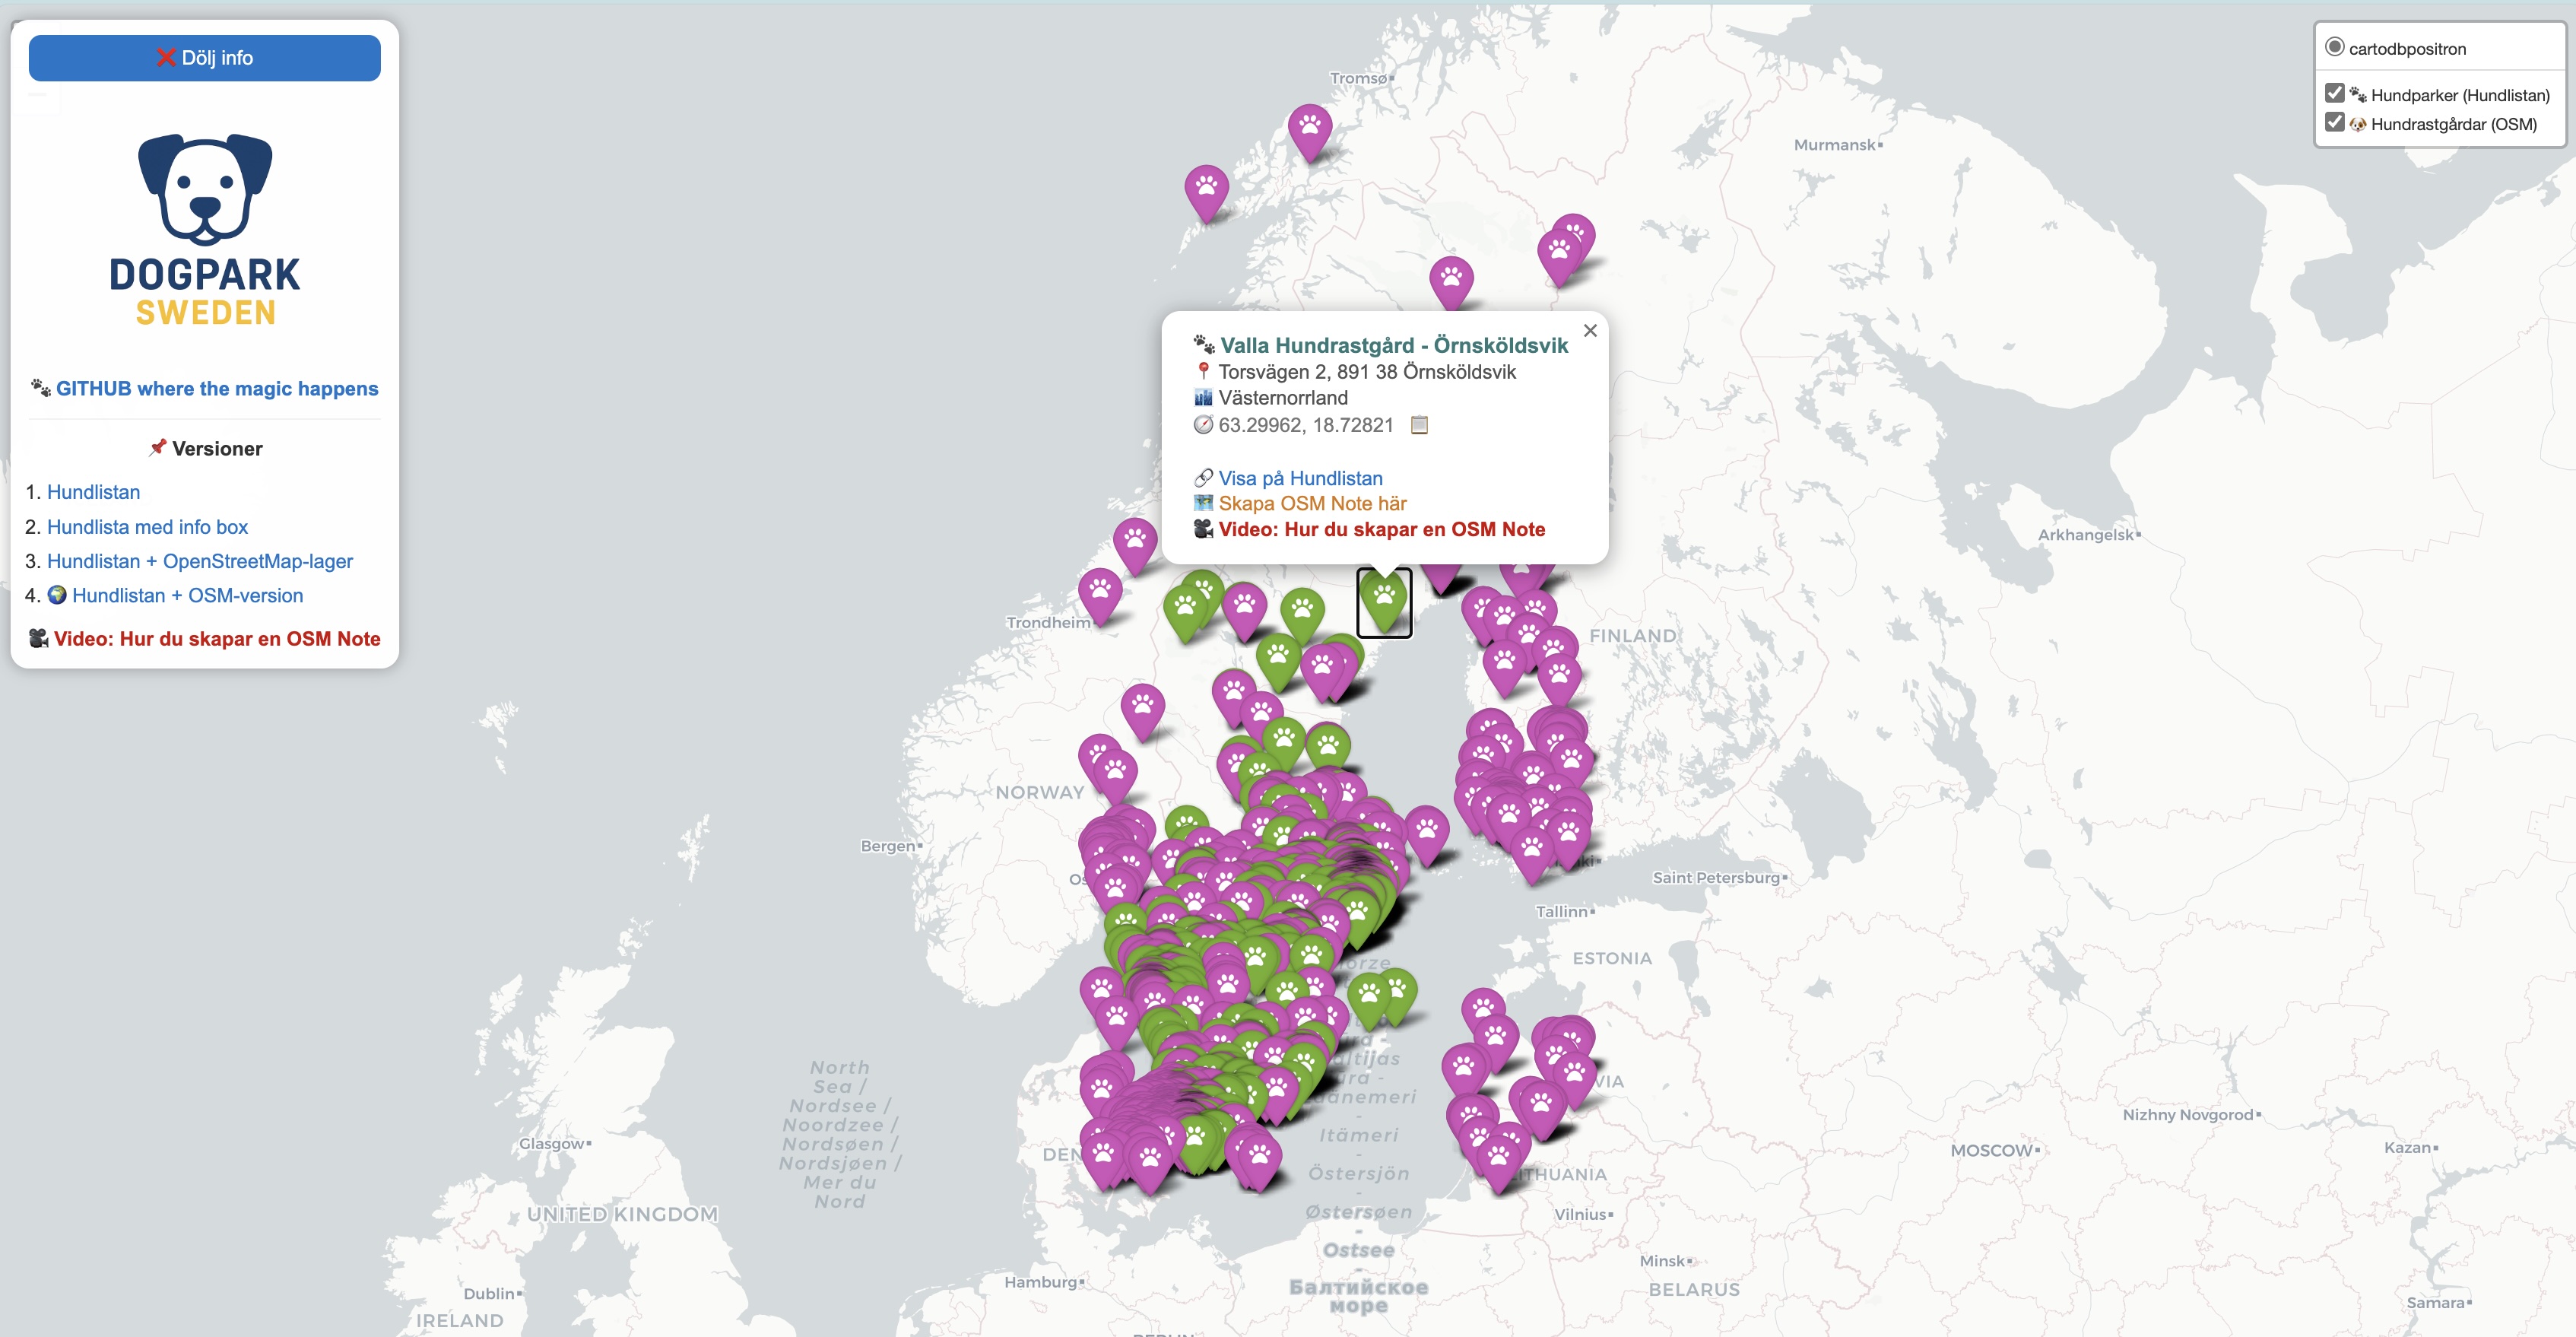 Dölj info
DOGPARK
SWEDEN
GITHUB where the magic happens
Versioner
1. Hundlistan
2. Hundlista med info box
3. Hundlistan + OpenStreetMap-lager
4. Hundlistan + OSM-version
Video: Hur du skapar en OSM Note
cartodbpositron
Hundparker (Hundlistan)
Hundrastgårdar (OSM)
Valla Hundrastgård - Örnsköldsvik
Torsvägen 2, 891 38 Örnsköldsvik
Västernorrland
63.29962, 18.72821
Visa på Hundlistan
Skapa OSM Note här
Video: Hur du skapar en OSM Note
Tromsø
Murmansk
Arkhangelsk
Trondheim
FINLAND
NORWAY
Bergen
Saint Petersburg
Tallinn
ESTONIA
North
Sea /
Nordsee /
Noordzee /
Nordsøen /
Nordsjøen /
Mer du
Nord
Itämeri
-
Östersjön
-
Østersøen
-
Ostsee
-
Балтийское
море
Glasgow
UNITED KINGDOM
Dublin
IRELAND
Hamburg
Vilnius
Minsk
BELARUS
MOSCOW
Nizhny Novgorod
Kazan
Samara